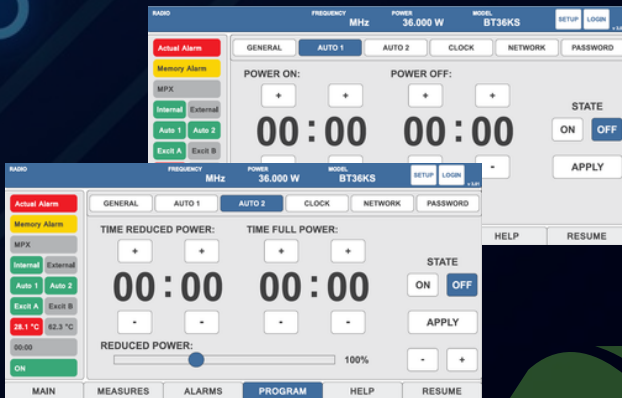 RADIO FREQUENCY POWER MODEL
MHz 36.000 W BT36KS SETUP LOGIN
Actual Alarm GENERAL AUTO 1 AUTO 2 CLOCK NETWORK PASSWORD
Memory Alarm POWER ON: POWER OFF:
MPX + + + +
Internal External STATE
Auto 1 Auto 2 00 : 00 00 : 00 ON OFF
Excit A Excit B
- APPLY
HELP RESUME
RADIO FREQUENCY POWER MODEL
MHz 36.000 W BT36KS SETUP LOGIN
v 3.01
Actual Alarm GENERAL AUTO 1 AUTO 2 CLOCK NETWORK PASSWORD
Memory Alarm TIME REDUCED POWER: TIME FULL POWER:
MPX + + + +
Internal External STATE
Auto 1 Auto 2 00 : 00 00 : 00 ON OFF
Excit A Excit B
28.1 °C 62.3 °C - - - - APPLY
00:00 REDUCED POWER:
100% - +
ON
MAIN MEASURES ALARMS PROGRAM HELP RESUME